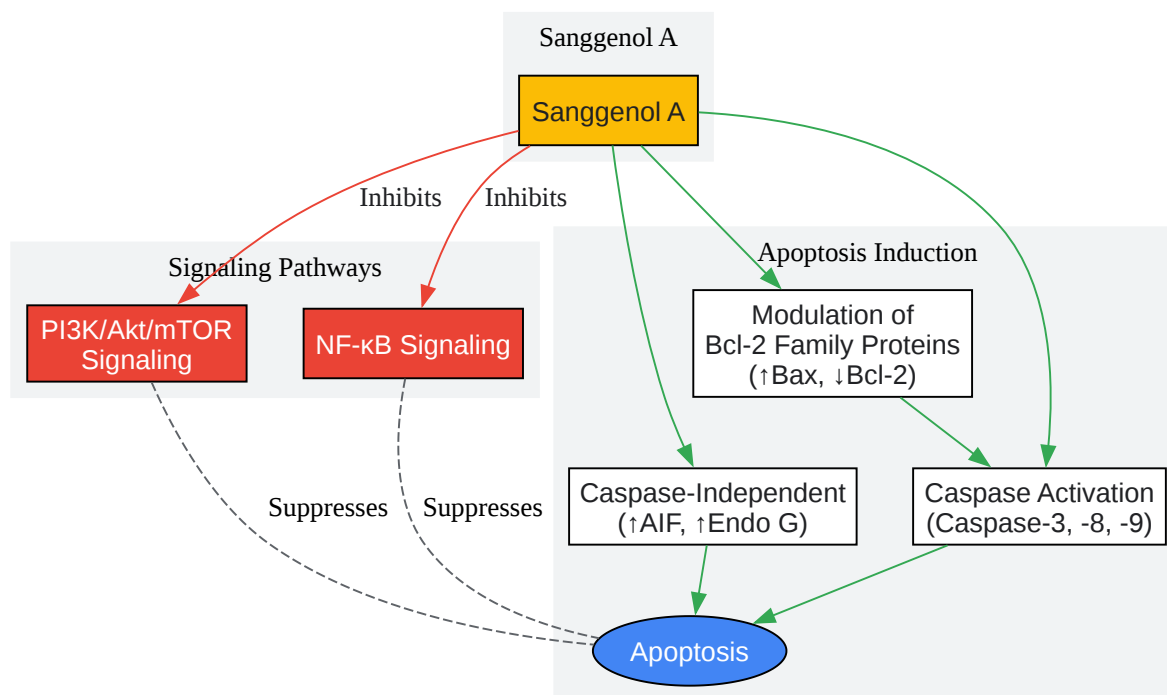 Sanggenol A
Sanggenol A
Inhibits
Inhibits
Signaling Pathways
Apoptosis Induction
PI3K/Akt/mTOR
Signaling
NF-κB Signaling
Modulation of
Bcl-2 Family Proteins
(↑Bax, ↓Bcl-2)
Suppresses
Suppresses
Caspase-Independent
(↑AIF, ↑Endo G)
Caspase Activation
(Caspase-3, -8, -9)
Apoptosis